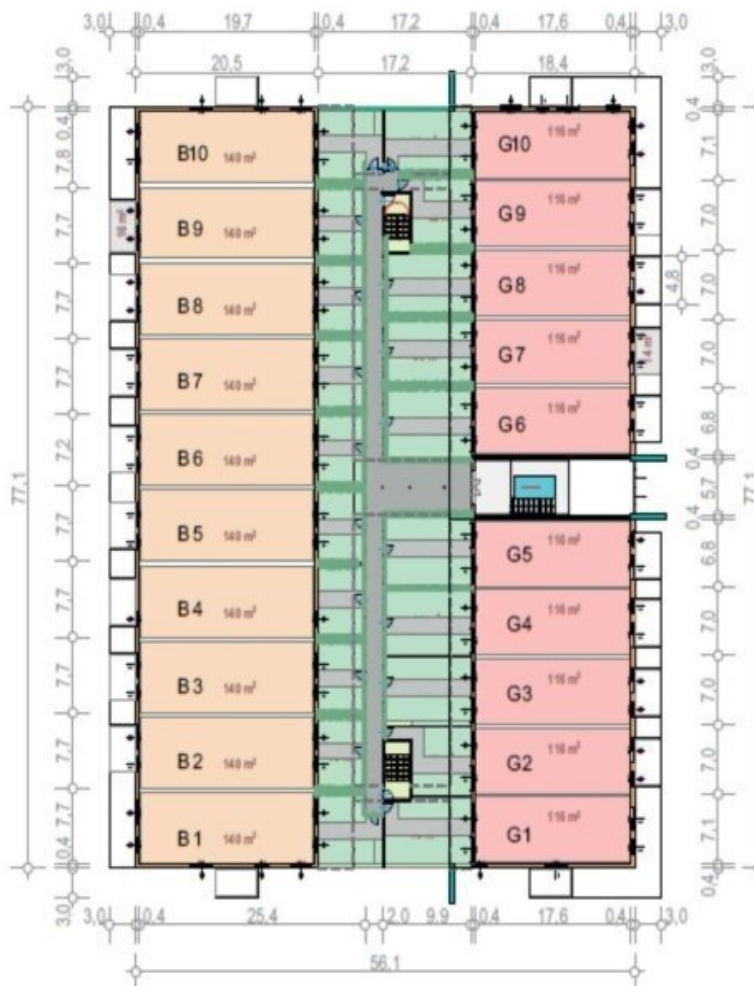 3,0 0,4 19,7 0,4 17,2 0,4 17,6 0,4 3,0
20,5 17,2 18,4
3,0
0,4
7,8
7,7
7,7
7,7
7,2
7,7
7,7
7,7
7,7
7,7
0,4
3,0
77,1
B10 140 m²
16 m²
B9 140 m²
B8 140 m²
B7 140 m²
B6 140 m²
B5 140 m²
B4 140 m²
B3 140 m²
B2 140 m²
B1 140 m²
G10 116 m²
G9 116 m²
G8 116 m²
G7 116 m²
14 m²
G6 116 m²
G5 116 m²
G4 116 m²
G3 116 m²
G2 116 m²
G1 116 m²
4,8
3,0
0,4
7,1
7,0
7,0
7,0
6,8
0,4
5,7
0,4
6,8
7,0
7,0
7,0
7,1
0,4
77,1
3,0 0,4 25,4 2,0 9,9 0,4 17,6 0,4 3,0
56,1